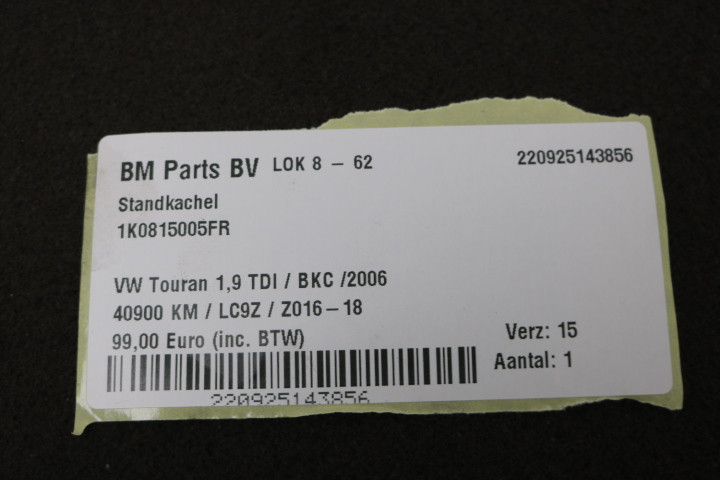 BM Parts BV LOK 8 – 62 220925143856
Standkachel
1K0815005FR
VW Touran 1,9 TDI / BKC /2006
40900 KM / LC9Z / Z016–18
99,00 Euro (inc. BTW) Verz: 15
Aantal: 1
220925143856